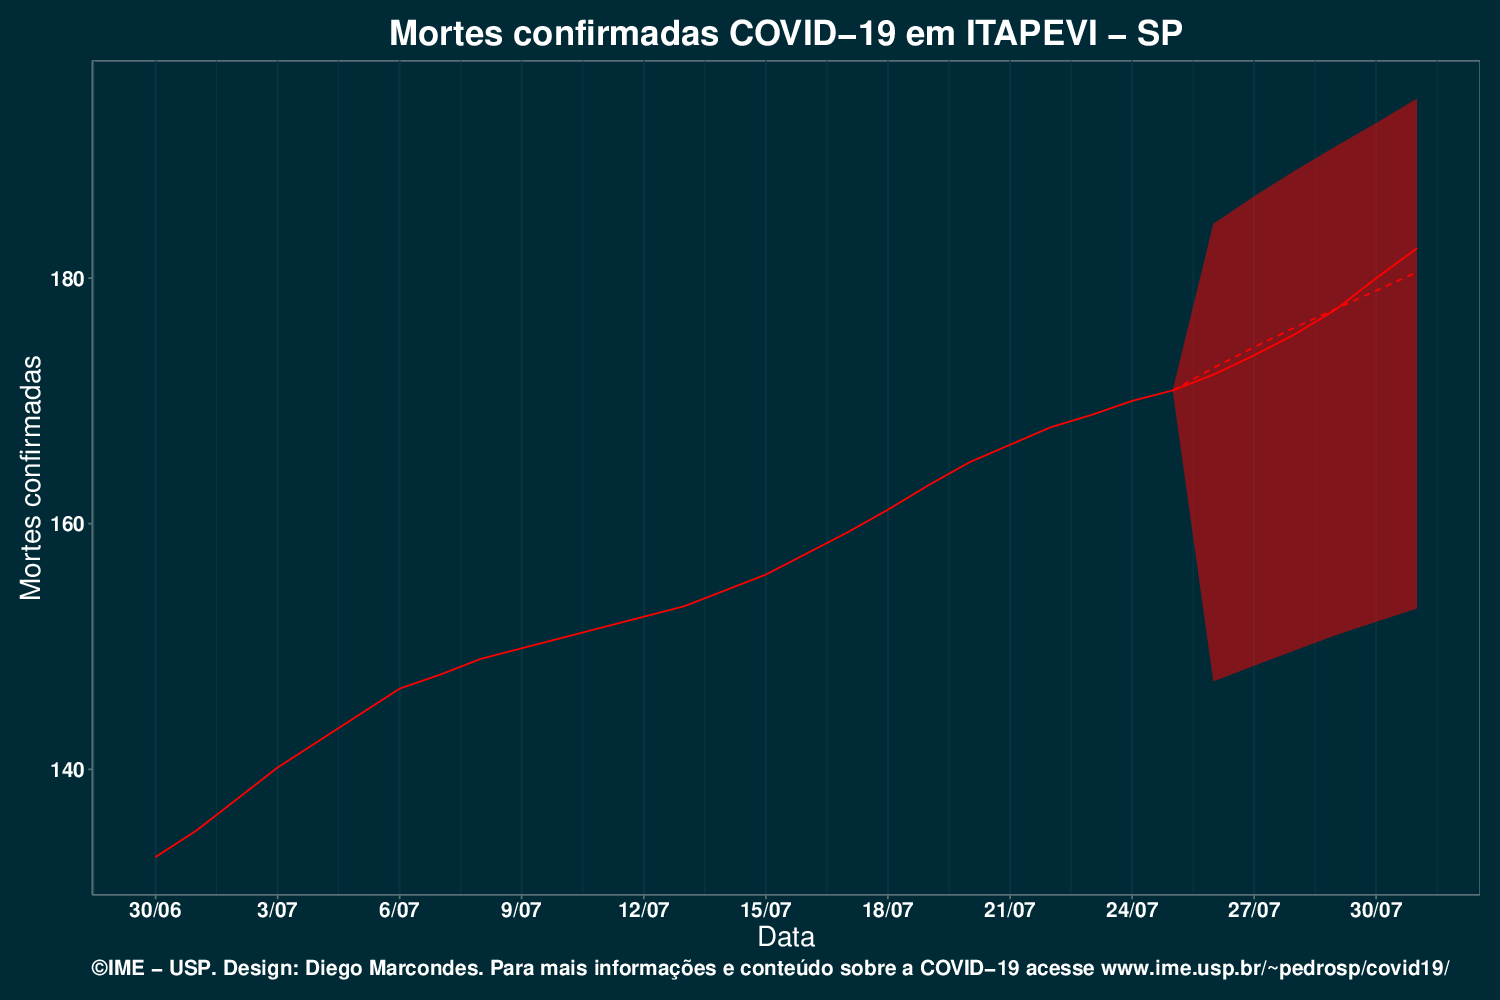 Mortes confirmadas COVID−19 em ITAPEVI − SP
Mortes confirmadas
180
160
140
30/06 3/07 6/07 9/07 12/07 15/07 18/07 21/07 24/07 27/07 30/07
Data
©IME − USP. Design: Diego Marcondes. Para mais informações e conteúdo sobre a COVID−19 acesse www.ime.usp.br/~pedrosp/covid19/